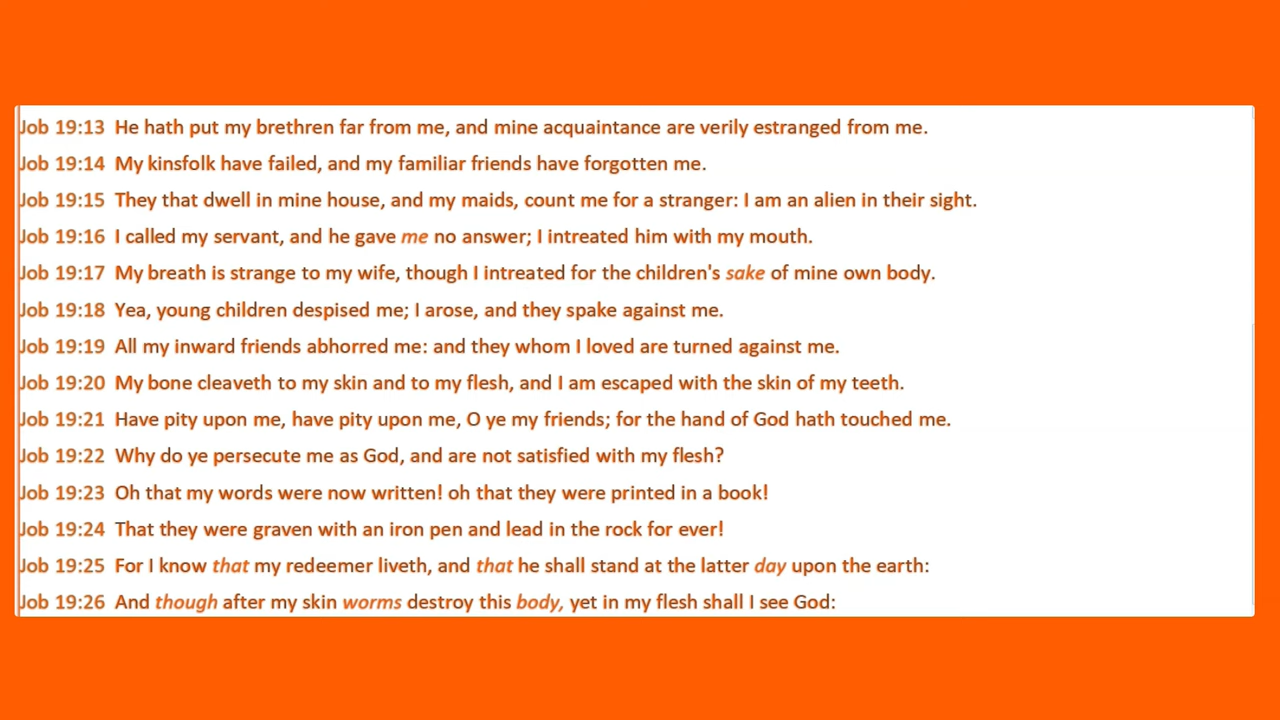 Job 19:13 He hath put my brethren far from me, and mine acquaintance are verily estranged from me.
Job 19:14 My kinsfolk have failed, and my familiar friends have forgotten me.
Job 19:15 They that dwell in mine house, and my maids, count me for a stranger: I am an alien in their sight.
Job 19:16 I called my servant, and he gave me no answer; I intreated him with my mouth.
Job 19:17 My breath is strange to my wife, though I intreated for the children's sake of mine own body.
Job 19:18 Yea, young children despised me; I arose, and they spake against me.
Job 19:19 All my inward friends abhorred me: and they whom I loved are turned against me.
Job 19:20 My bone cleaveth to my skin and to my flesh, and I am escaped with the skin of my teeth.
Job 19:21 Have pity upon me, have pity upon me, O ye my friends; for the hand of God hath touched me.
Job 19:22 Why do ye persecute me as God, and are not satisfied with my flesh?
Job 19:23 Oh that my words were now written! oh that they were printed in a book!
Job 19:24 That they were graven with an iron pen and lead in the rock for ever!
Job 19:25 For I know that my redeemer liveth, and that he shall stand at the latter day upon the earth:
Job 19:26 And though after my skin worms destroy this body, yet in my flesh shall I see God: